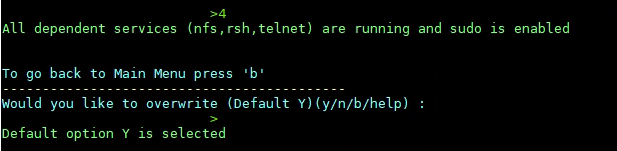 >4
All dependent services (nfs,rsh,telnet) are running and sudo is enabled
To go back to Main Menu press 'b'
-------------------------------------------
Would you like to overwrite (Default Y)(y/n/b/help) :
>
Default option Y is selected